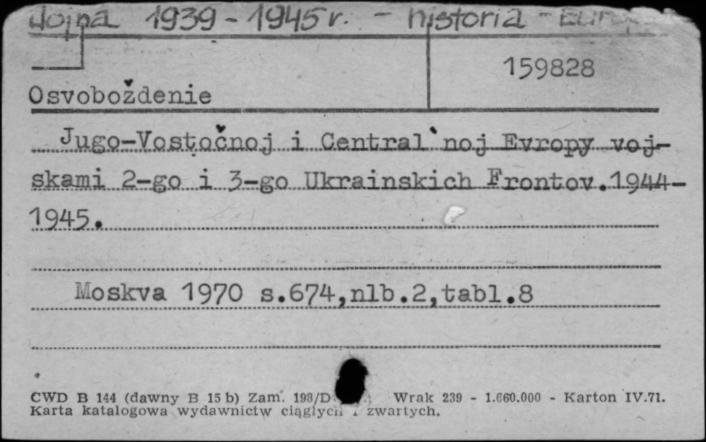 Wojna 1939-1945 r. - historia -
159828
Osvoboždenie
Jugo-Vostočnoj i Central'noj Evropy voj-
skami 2-go i 3-go Ukrainskich Frontov.1944-
1945.
Moskva 1970 s.674,nlb.2,tabl.8
CWD B 144 (dawny B 15 b) Zam. 198/D Wrak 239 - 1.660.000 - Karton IV.71.
Karta katalogowa wydawnictw ciągłych i zwartych.